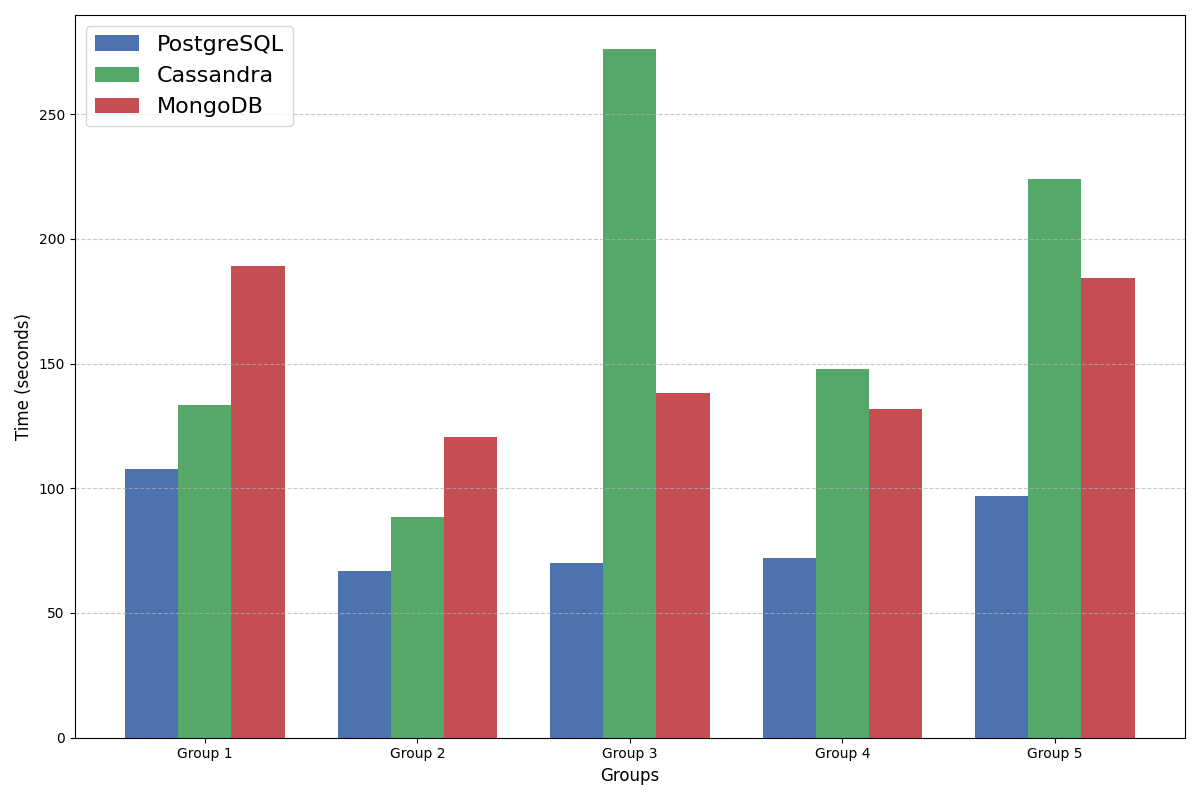 PostgreSQL
Cassandra
MongoDB
250
200
150
100
50
0
Time (seconds)
Group 1
Group 2
Group 3
Group 4
Group 5
Groups